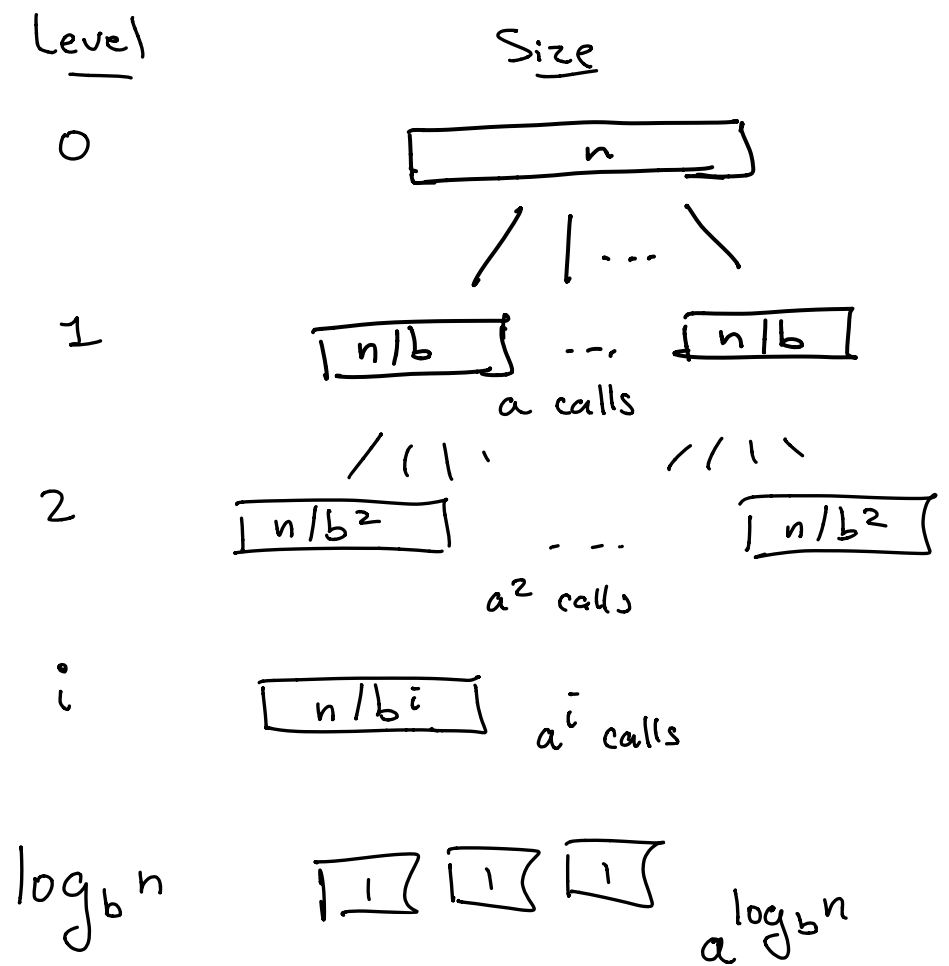 Level Size
0 n
1 n/b ... n/b
a calls
2 n/b² ... n/b²
a² calls
i n/bⁱ aⁱ calls
log_b n 1 1 1 a^{log_b n}